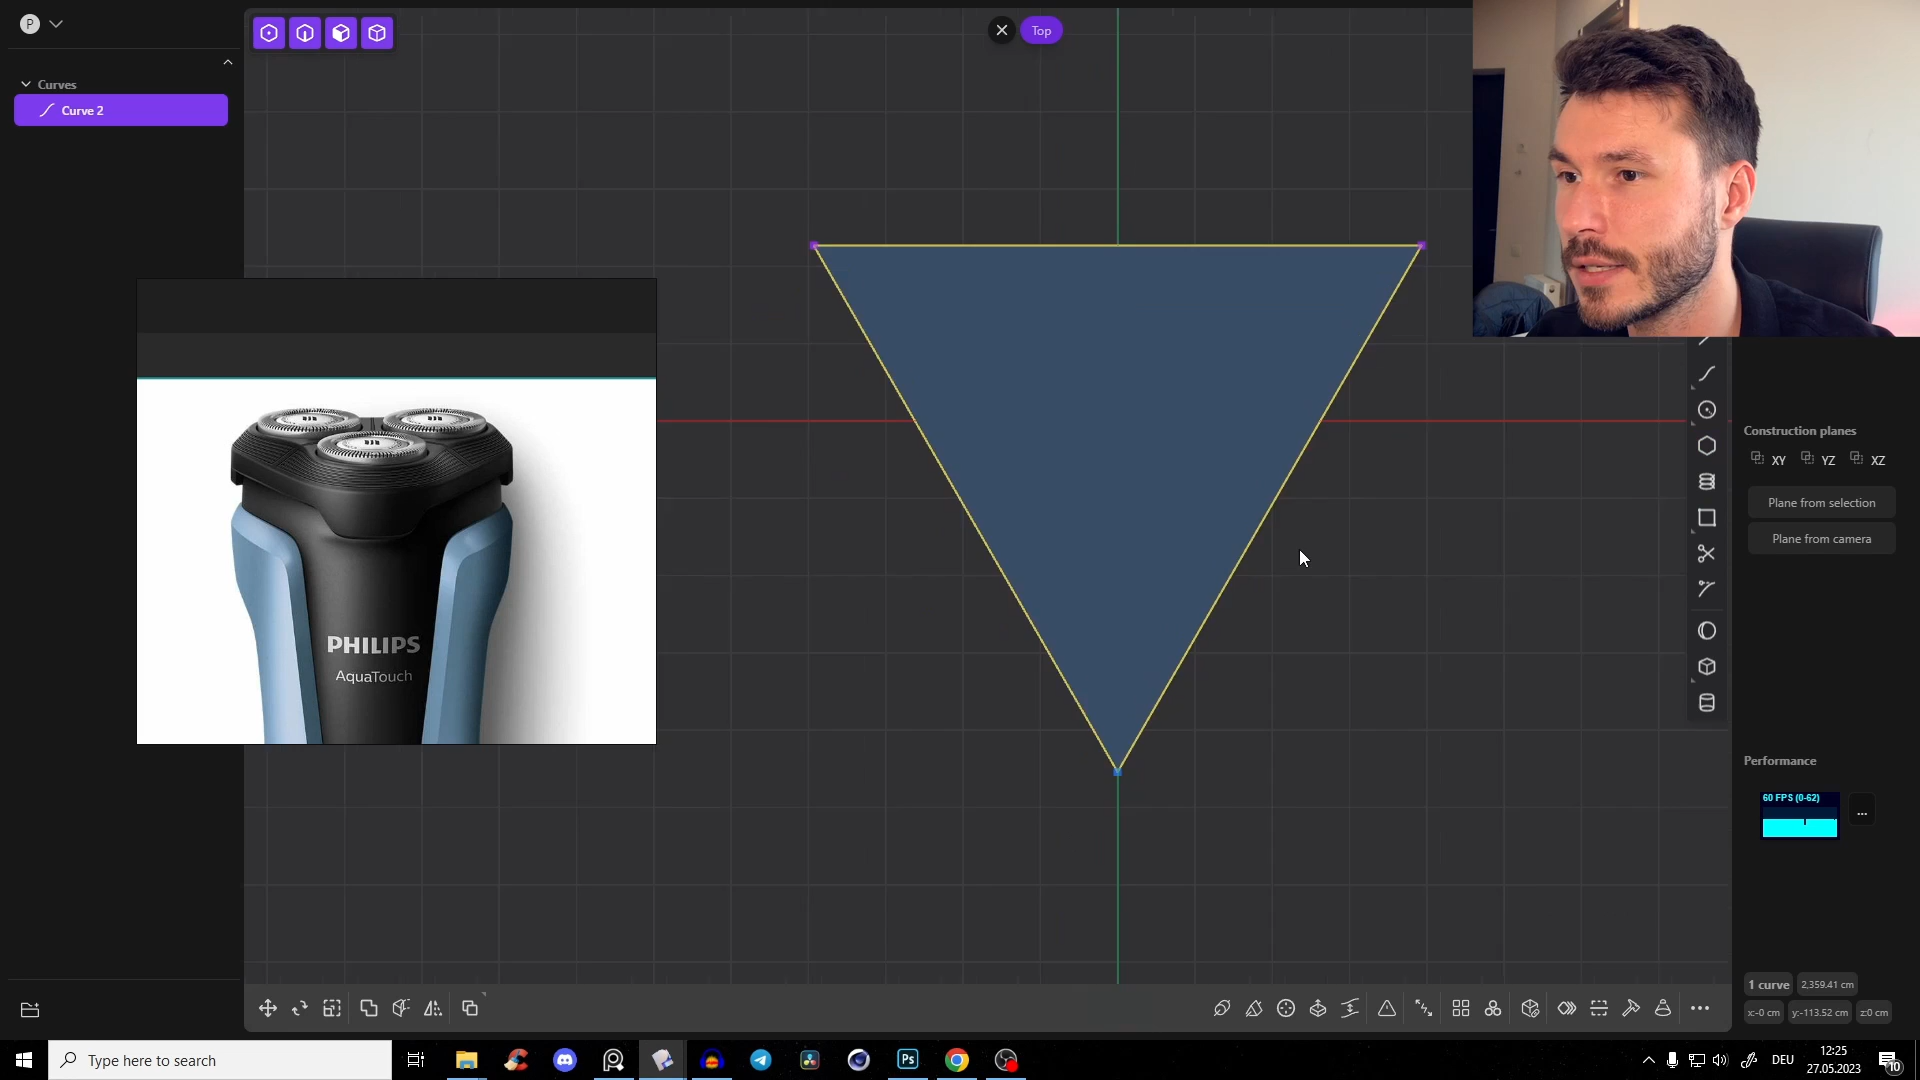 P
Top
Curves
Curve 2
Construction planes
XY YZ XZ
Plane from selection
Plane from camera
PHILIPS
AquaTouch
Performance
60 FPS (0-62)
...
1 curve 2,359.41 cm
x:-0 cm y:-113.52 cm z:0 cm
Type here to search
Ps
DEU
12:25
27.05.2023
10